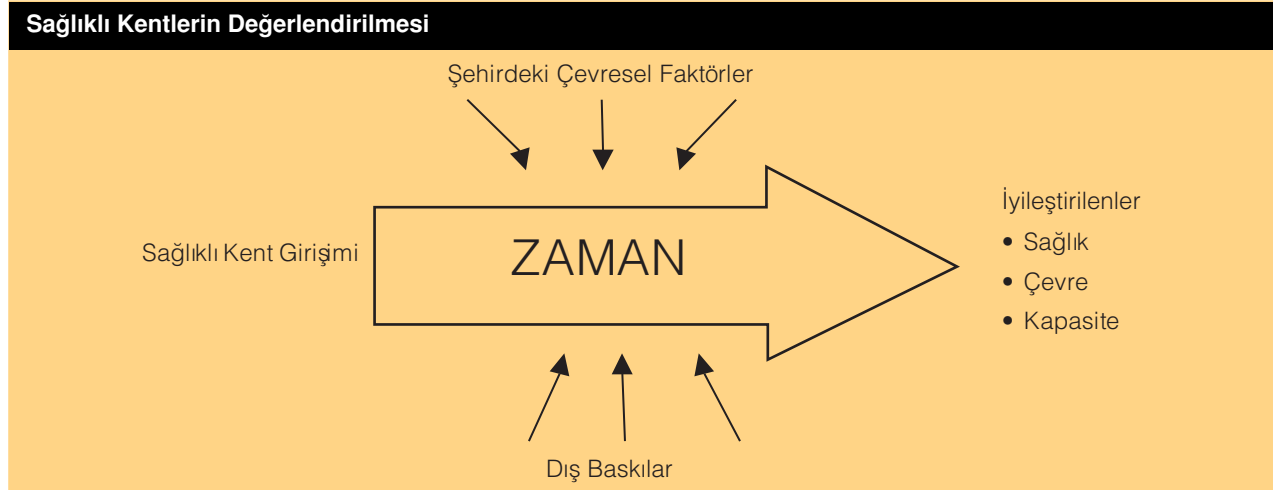 Sağlıklı Kentlerin Değerlendirilmesi
Şehirdeki Çevresel Faktörler
Sağlıklı Kent Girişimi
ZAMAN
İyileştirilenler
• Sağlık
• Çevre
• Kapasite
Dış Baskılar